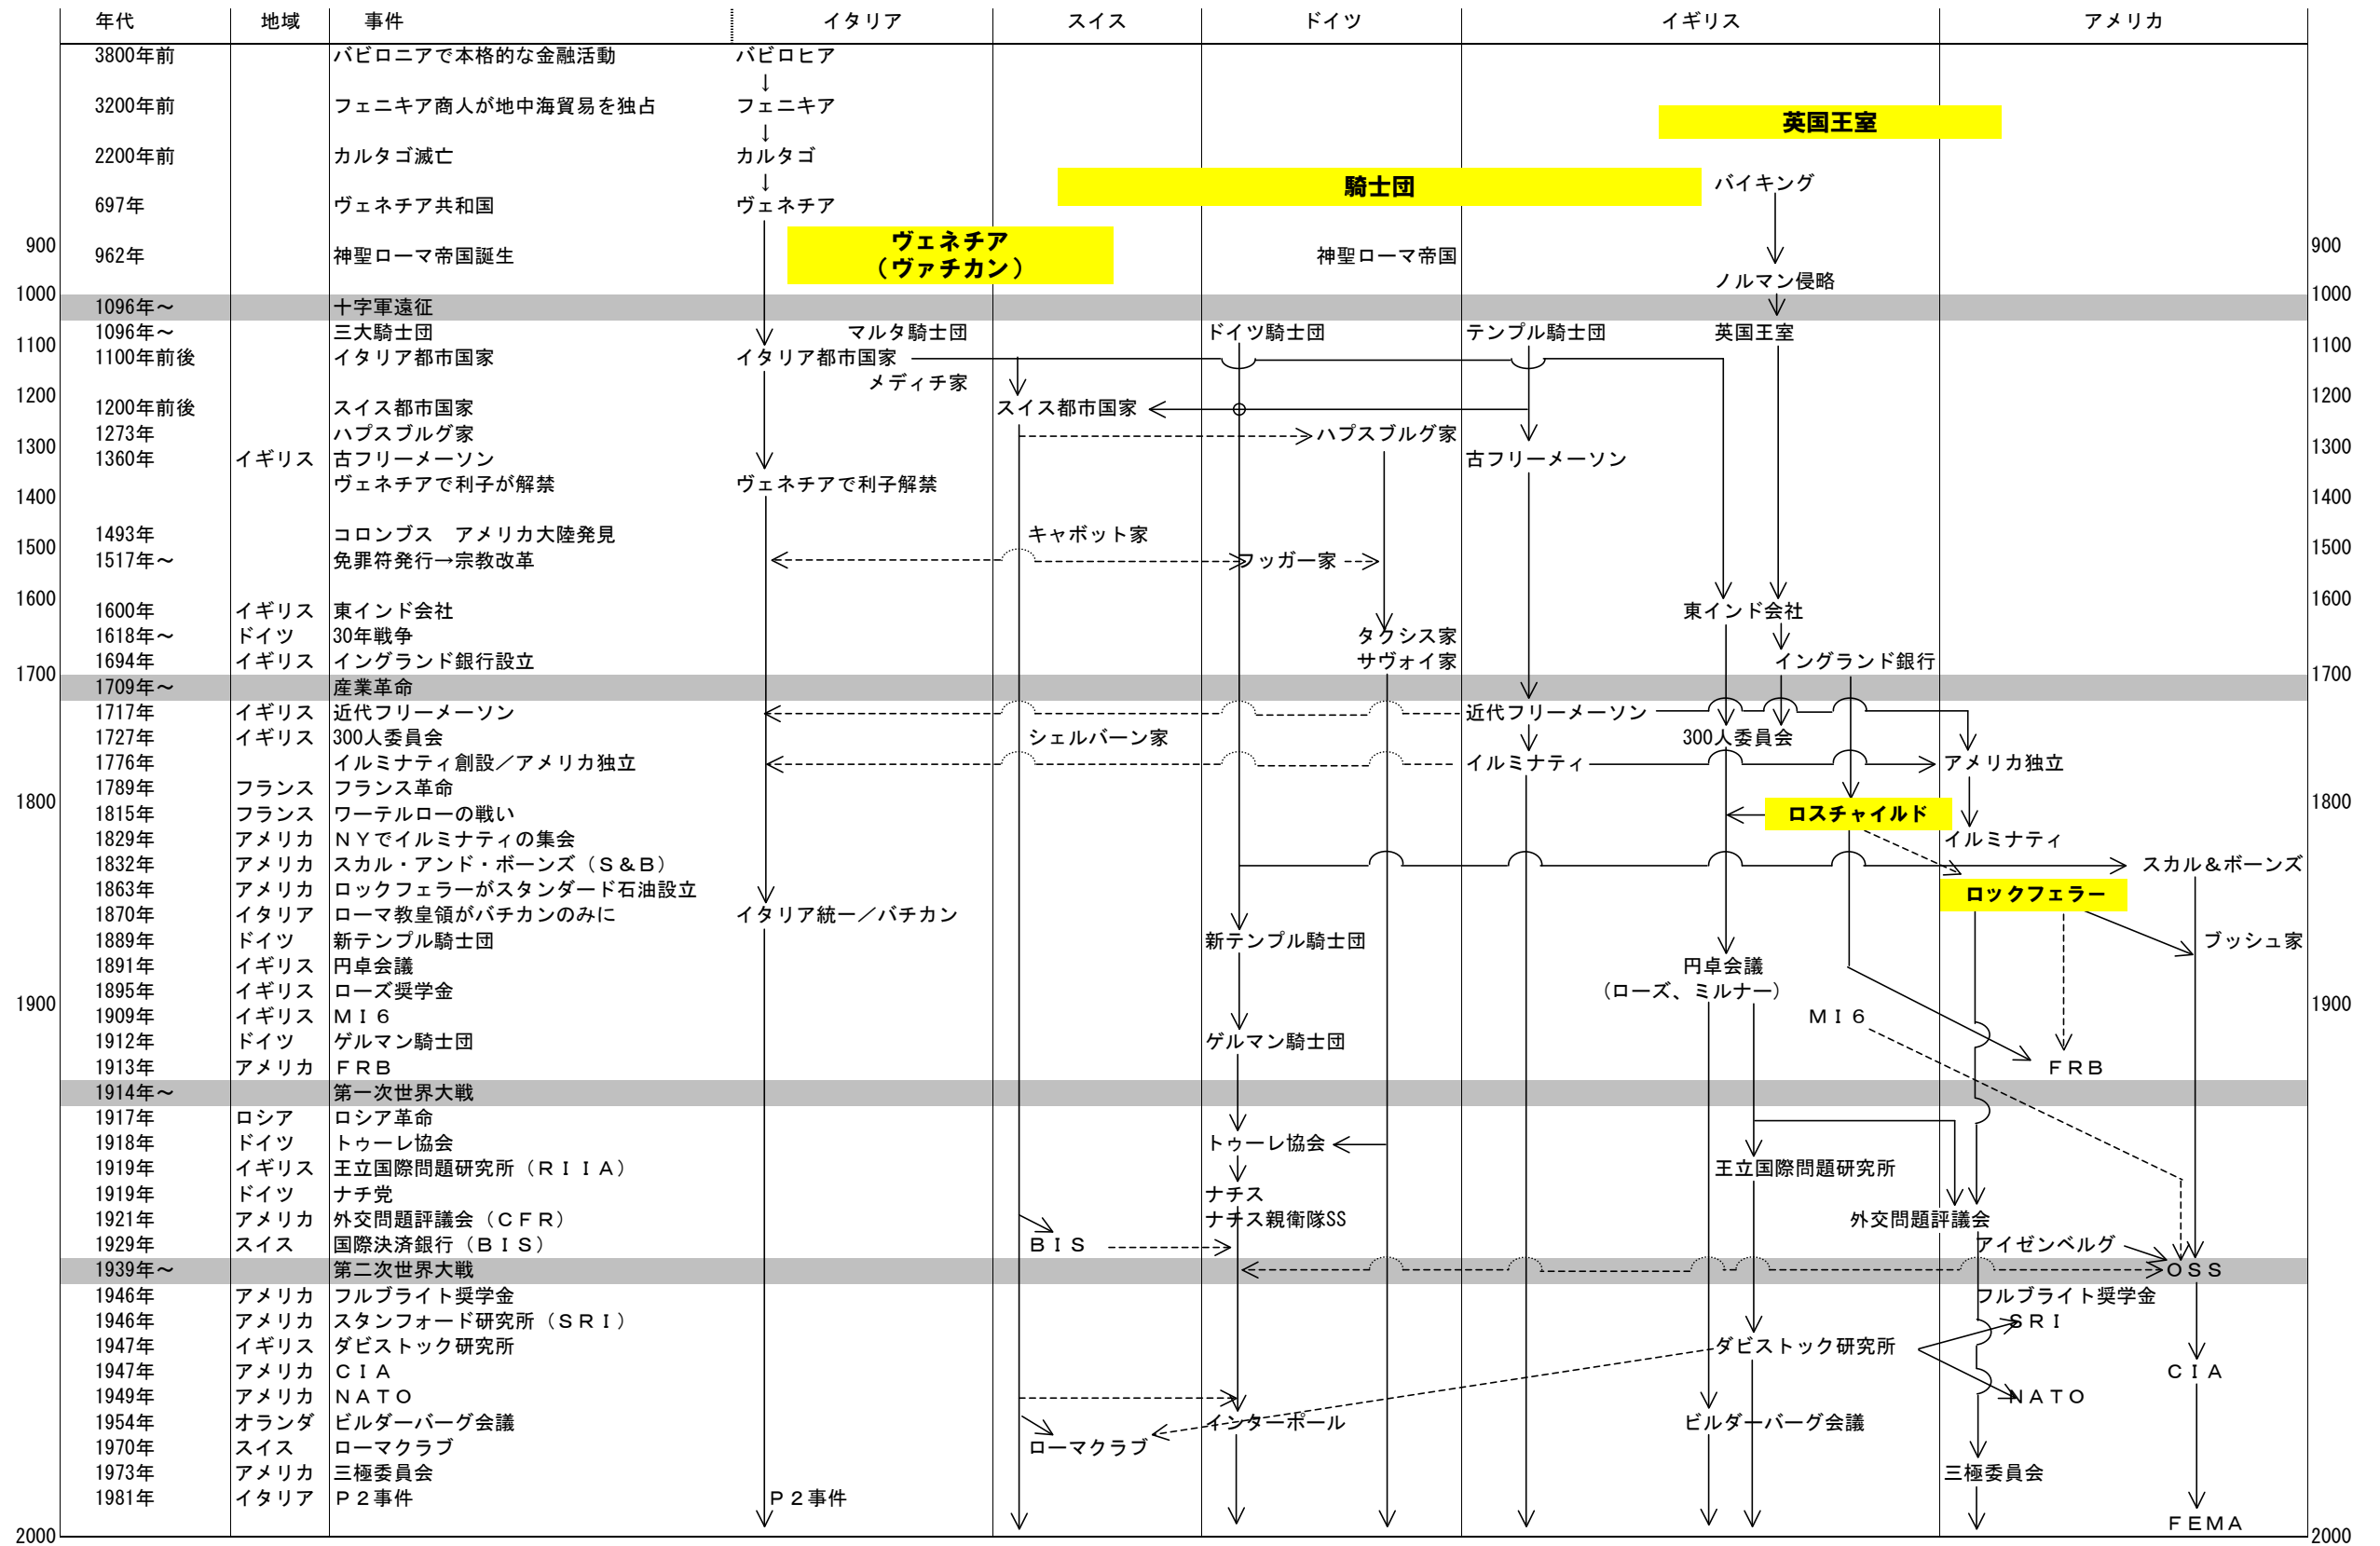 年代 地域 事件 イタリア スイス ドイツ イギリス アメリカ
3800年前 バビロニアで本格的な金融活動 バビロヒア
↓
3200年前 フェニキア商人が地中海貿易を独占 フェニキア
英国王室
↓
2200年前 カルタゴ滅亡 カルタゴ
↓ 騎士団 バイキング
697年 ヴェネチア共和国 ヴェネチア
900 ヴェネチア 900
962年 神聖ローマ帝国誕生 神聖ローマ帝国
（ヴァチカン）
ノルマン侵略
1000 1000
1096年～ 十字軍遠征
1096年～ 三大騎士団 マルタ騎士団 ドイツ騎士団 テンプル騎士団 英国王室
1100 1100
1100年前後 イタリア都市国家 イタリア都市国家
メディチ家
1200 1200
1200年前後 スイス都市国家 スイス都市国家
1273年 ハプスブルグ家 ハプスブルグ家
1300 1300
1360年 イギリス 古フリーメーソン 古フリーメーソン
ヴェネチアで利子が解禁 ヴェネチアで利子解禁
1400 1400
1493年 コロンブス　アメリカ大陸発見 キャボット家
1500 1500
1517年～ 免罪符発行→宗教改革 フッガー家
1600 1600
1600年 イギリス 東インド会社 東インド会社
1618年～ ドイツ 30年戦争 タクシス家
1694年 イギリス イングランド銀行設立 サヴォイ家 イングランド銀行
1700 1700
1709年～ 産業革命
1717年 イギリス 近代フリーメーソン 近代フリーメーソン
1727年 イギリス 300人委員会 シェルバーン家 300人委員会
1776年 イルミナティ創設／アメリカ独立 イルミナティ アメリカ独立
1789年 フランス フランス革命
1800 1800
1815年 フランス ワーテルローの戦い ロスチャイルド
1829年 アメリカ ＮＹでイルミナティの集会 イルミナティ
1832年 アメリカ スカル・アンド・ボーンズ（Ｓ＆Ｂ） スカル＆ボーンズ
1863年 アメリカ ロックフェラーがスタンダード石油設立 ロックフェラー
1870年 イタリア ローマ教皇領がバチカンのみに イタリア統一／バチカン
1889年 ドイツ 新テンプル騎士団 新テンプル騎士団 ブッシュ家
1891年 イギリス 円卓会議 円卓会議
1895年 イギリス ローズ奨学金 （ローズ、ミルナー）
1900 1900
1909年 イギリス ＭＩ６ ＭＩ６
1912年 ドイツ ゲルマン騎士団 ゲルマン騎士団
1913年 アメリカ ＦＲＢ ＦＲＢ
1914年～ 第一次世界大戦
1917年 ロシア ロシア革命
1918年 ドイツ トゥーレ協会 トゥーレ協会
1919年 イギリス 王立国際問題研究所（ＲＩＩＡ） 王立国際問題研究所
1919年 ドイツ ナチ党 ナチス
1921年 アメリカ 外交問題評議会（ＣＦＲ） ナチス親衛隊SS 外交問題評議会
1929年 スイス 国際決済銀行（ＢＩＳ） ＢＩＳ アイゼンベルグ
1939年～ 第二次世界大戦 ＯＳＳ
1946年 アメリカ フルブライト奨学金 フルブライト奨学金
1946年 アメリカ スタンフォード研究所（ＳＲＩ） ＳＲＩ
1947年 イギリス ダビストック研究所 ダビストック研究所
1947年 アメリカ ＣＩＡ ＣＩＡ
1949年 アメリカ ＮＡＴＯ ＮＡＴＯ
1954年 オランダ ビルダーバーグ会議 インターポール ビルダーバーグ会議
1970年 スイス ローマクラブ ローマクラブ
1973年 アメリカ 三極委員会 三極委員会
1981年 イタリア Ｐ２事件 Ｐ２事件
ＦＥＭＡ
2000 2000